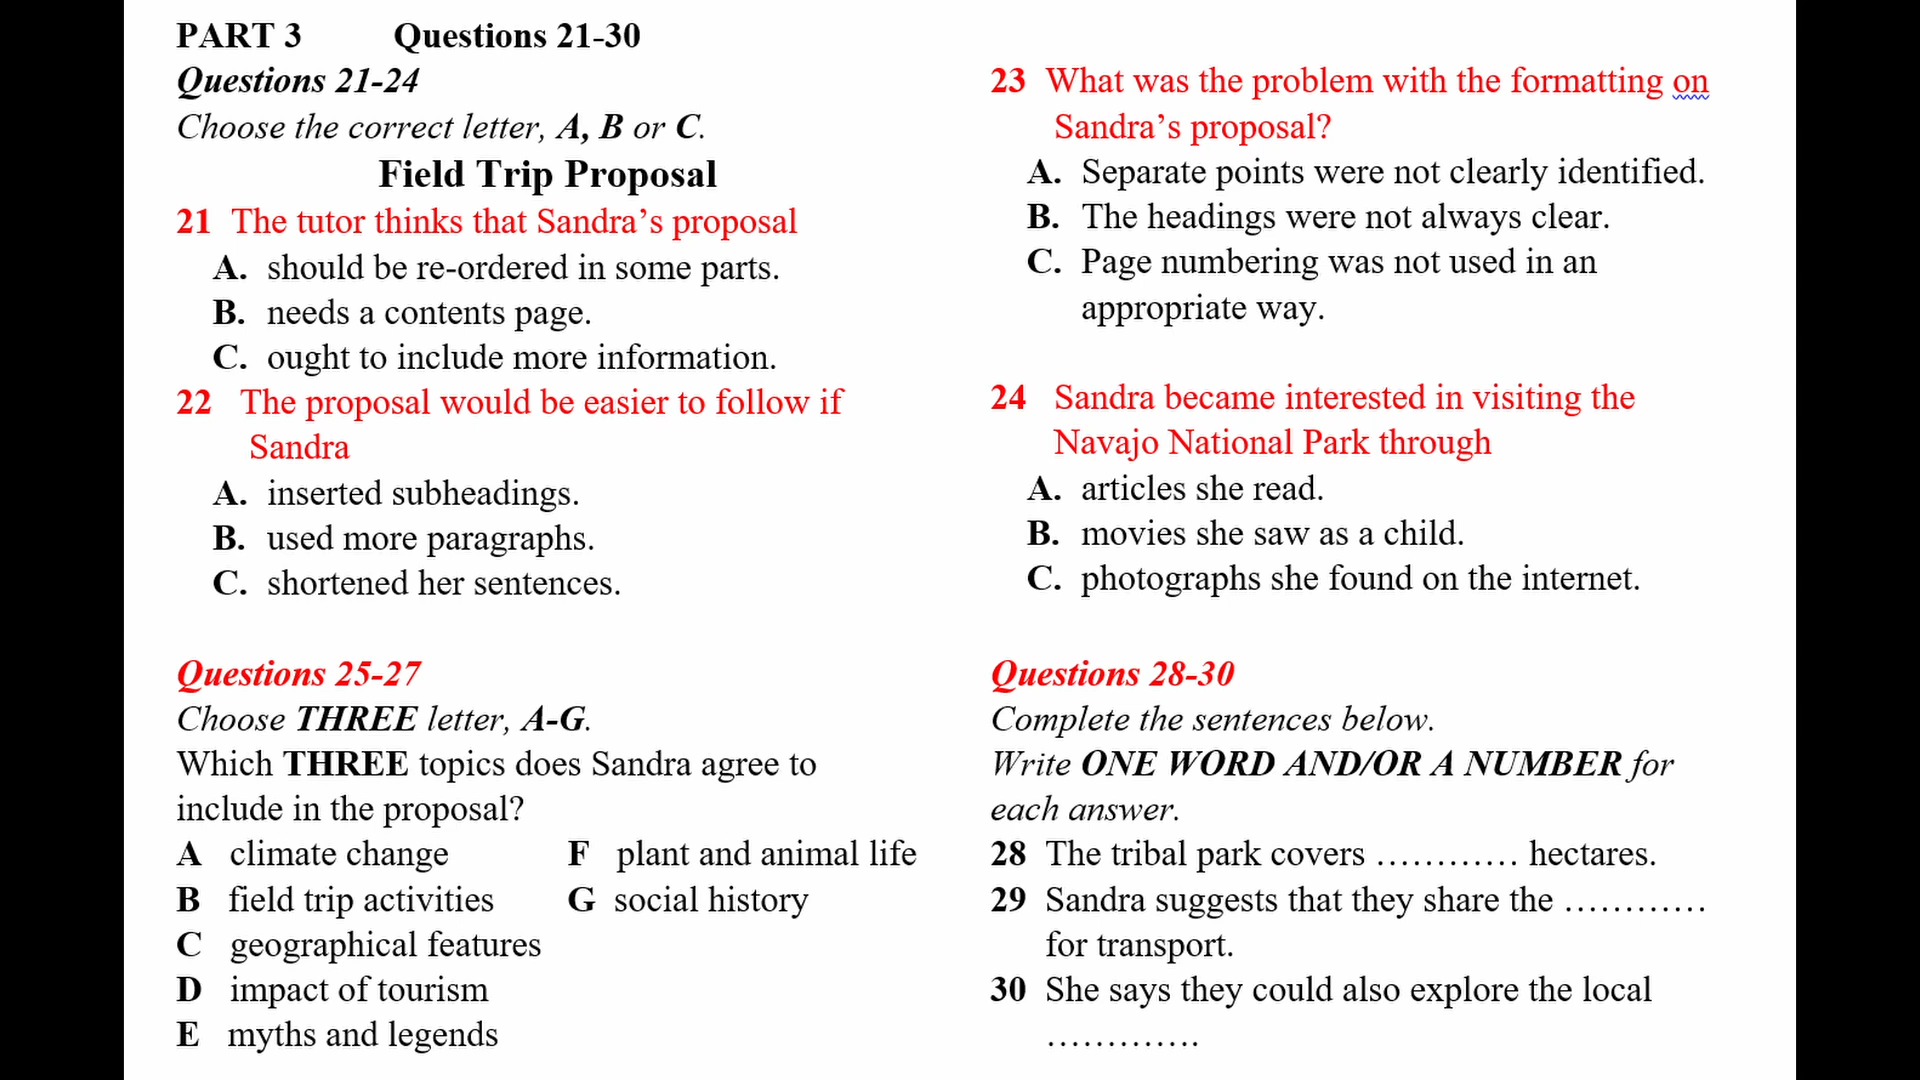 PART 3 Questions 21-30
Questions 21-24
Choose the correct letter, A, B or C.
Field Trip Proposal
21 The tutor thinks that Sandra's proposal
A. should be re-ordered in some parts.
B. needs a contents page.
C. ought to include more information.
22 The proposal would be easier to follow if
Sandra
A. inserted subheadings.
B. used more paragraphs.
C. shortened her sentences.
23 What was the problem with the formatting on
Sandra's proposal?
A. Separate points were not clearly identified.
B. The headings were not always clear.
C. Page numbering was not used in an
appropriate way.
24 Sandra became interested in visiting the
Navajo National Park through
A. articles she read.
B. movies she saw as a child.
C. photographs she found on the internet.
Questions 25-27
Choose THREE letter, A-G.
Which THREE topics does Sandra agree to
include in the proposal?
A climate change
B field trip activities
C geographical features
D impact of tourism
E myths and legends
F plant and animal life
G social history
Questions 28-30
Complete the sentences below.
Write ONE WORD AND/OR A NUMBER for
each answer.
28 The tribal park covers ………… hectares.
29 Sandra suggests that they share the …………
for transport.
30 She says they could also explore the local
………….